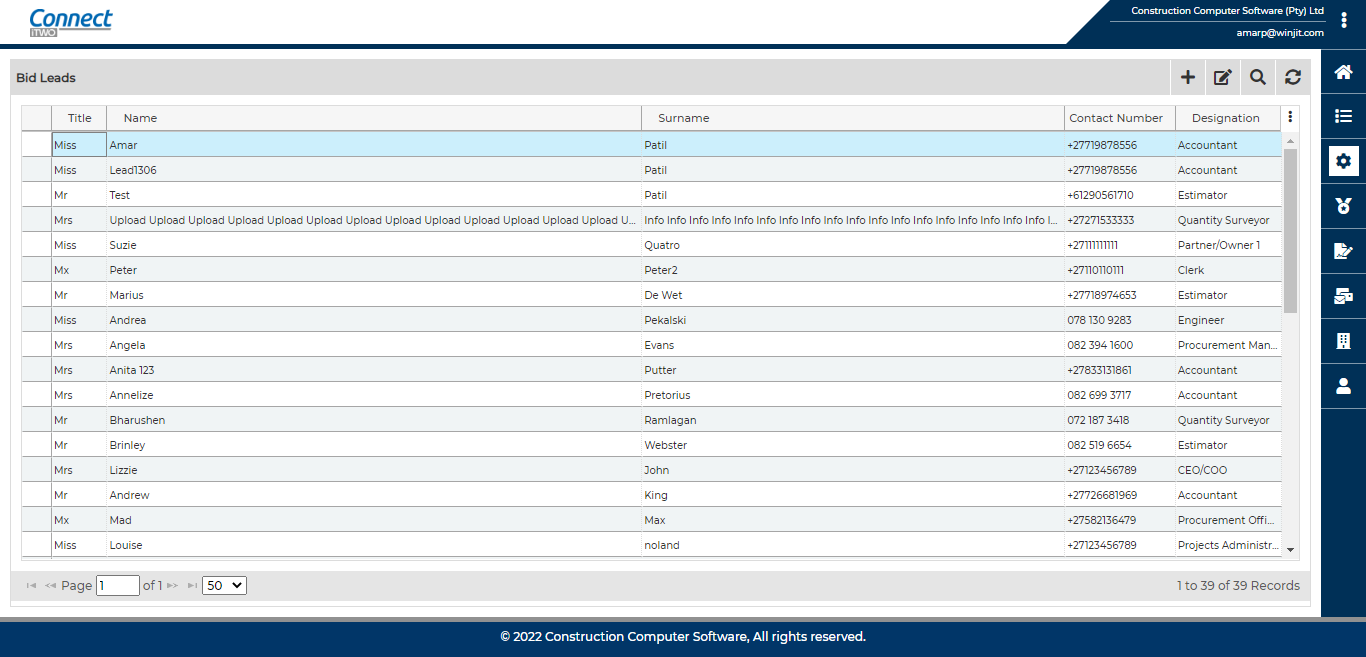 Connect
iTWO
Construction Computer Software (Pty) Ltd
amarp@winjit.com
Bid Leads
Title Name Surname Contact Number Designation
Miss Amar Patil +27719878556 Accountant
Miss Lead1306 Patil +27719878556 Accountant
Mr Test Patil +61290561710 Estimator
Mrs Upload Upload Upload Upload Upload Upload Upload Upload Upload Upload Upload Upload Upload U... Info Info Info Info Info Info Info Info Info Info Info Info Info Info Info Info Info Info I... +27271533333 Quantity Surveyor
Miss Suzie Quatro +27111111111 Partner/Owner 1
Mx Peter Peter2 +27110110111 Clerk
Mr Marius De Wet +27718974653 Estimator
Miss Andrea Pekalski 078 130 9283 Engineer
Mrs Angela Evans 082 394 1600 Procurement Man...
Mrs Anita 123 Putter +27833131861 Accountant
Mrs Annelize Pretorius 082 699 3717 Accountant
Mr Bharushen Ramlagan 072 187 3418 Quantity Surveyor
Mr Brinley Webster 082 519 6654 Estimator
Mrs Lizzie John +27123456789 CEO/COO
Mr Andrew King +27726681969 Accountant
Mx Mad Max +27582136479 Procurement Offi...
Miss Louise noland +27123456789 Projects Administr...
Page 1 of 1 50 1 to 39 of 39 Records
© 2022 Construction Computer Software, All rights reserved.